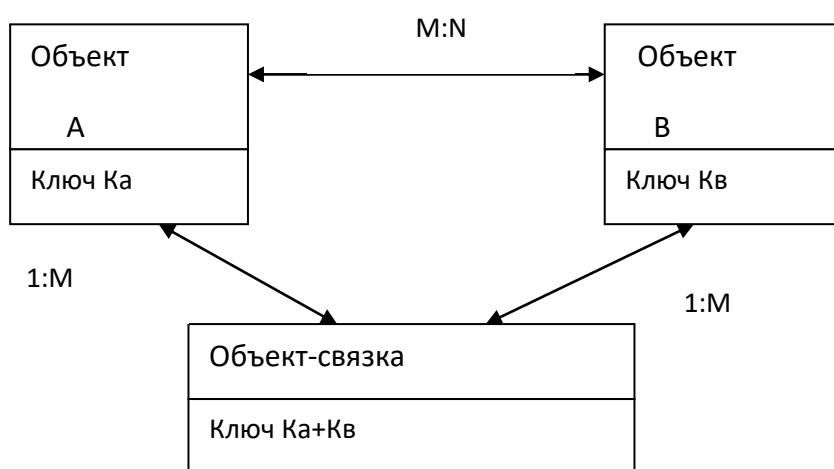 M:N
Объект
А
Ключ Ка
Объект
В
Ключ Кв
1:М
1:М
Объект-связка
Ключ Ка+Кв